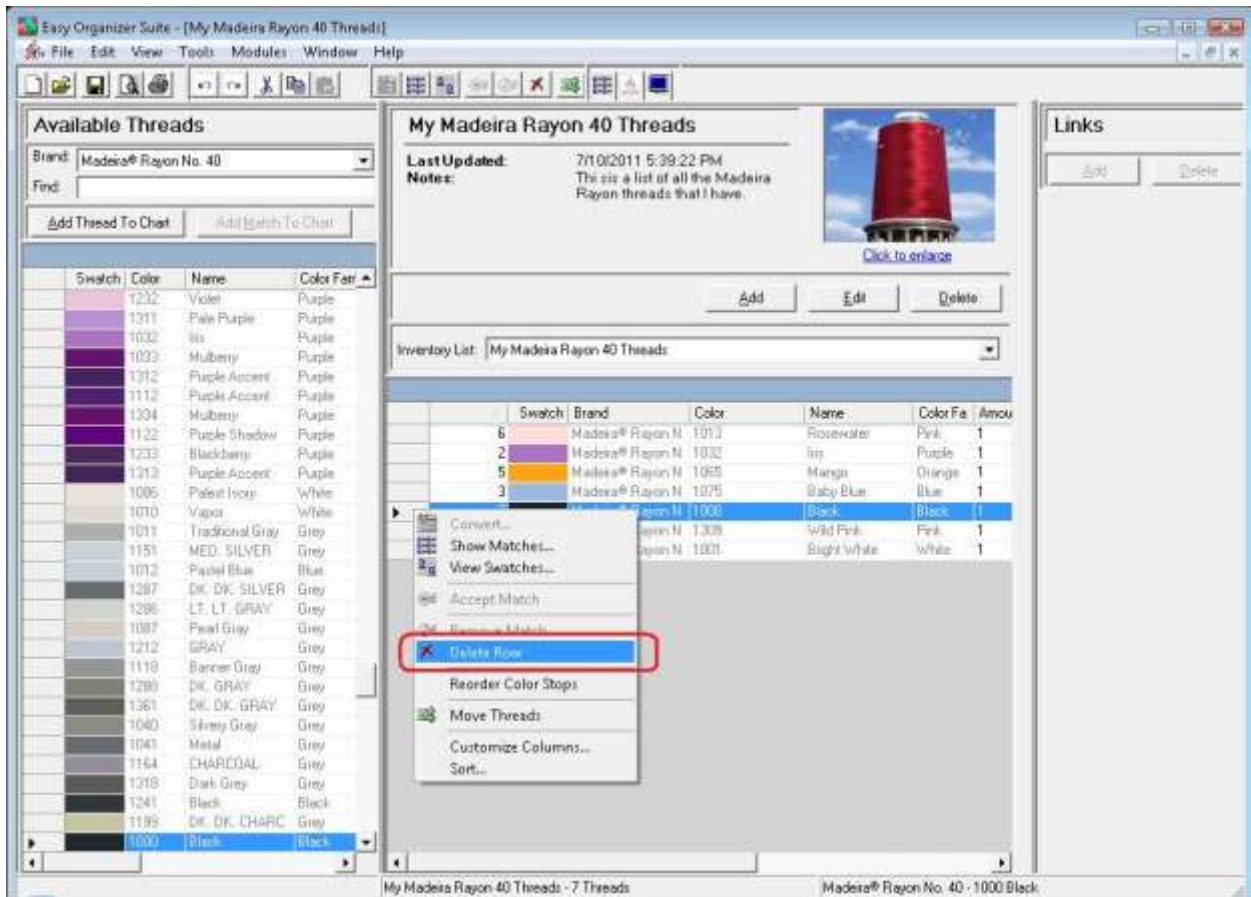 Easy Organizer Suite - [My Madeira Rayon 40 Threads]
File Edit View Tools Modules Window Help
Available Threads
Brand: Madeira® Rayon No. 40
Find:
Add Thread To Chart Add Match To Chart
Swatch Color Name Color Fam
1232 Violet Purple
1311 Pale Purple Purple
1032 Iris Purple
1033 Mulberry Purple
1312 Purple Accent Purple
1112 Purple Accent Purple
1334 Mulberry Purple
1122 Purple Shadow Purple
1233 Blackberry Purple
1313 Purple Accent Purple
1086 Palest Ivory White
1010 Vapor White
1011 Traditional Gray Grey
1151 MED. SILVER Grey
1012 Pastel Blue Blue
1287 DK. DK. SILVER Grey
1286 LT. LT. GRAY Grey
1087 Pearl Gray Grey
1212 GRAY Grey
1118 Banner Gray Grey
DK. GRAY Grey
1361 DK. DK. GRAY Grey
1040 Silvery Gray Grey
1041 Metal Grey
1164 CHARCOAL Grey
1318 Dark Grey Grey
1241 Black Black
1199 DK. DK. CHARC Grey
1000 Black Black
My Madeira Rayon 40 Threads
Last Updated: 7/10/2011 5:39:22 PM
Notes: Thi sis a list of all the Madeira
Rayon threads that I have.
Click to enlarge
Add Edit Delete
Inventory List: My Madeira Rayon 40 Threads
Swatch Brand Color Name Color Fa Amou
6 Madeira® Rayon N 1013 Rosewater Pink 1
2 Madeira® Rayon N 1032 Iris Purple 1
5 Madeira® Rayon N 1065 Mango Orange 1
3 Madeira® Rayon N 1075 Baby Blue Blue 1
Rayon N 1000 Black Black 1
Rayon N 1309 Wild Pink Pink 1
Rayon N 1001 Bright White White 1
Convert...
Show Matches...
View Swatches...
Accept Match
Remove Match
Delete Row
Reorder Color Stops
Move Threads
Customize Columns...
Sort...
Links
Add Delete
My Madeira Rayon 40 Threads - 7 Threads
Madeira® Rayon No. 40 - 1000 Black